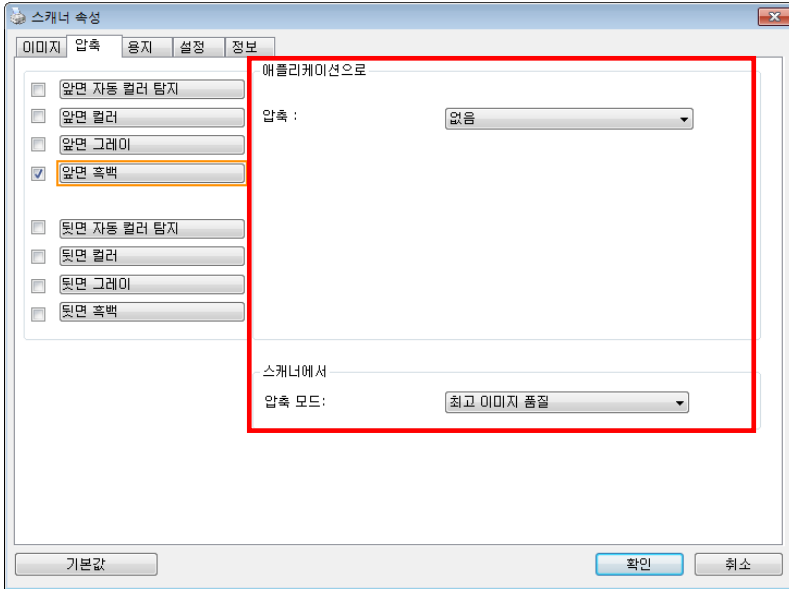 스캐너 속성
이미지 압축 용지 설정 정보
앞면 자동 컬러 탐지
앞면 컬러
앞면 그레이
앞면 흑백
뒷면 자동 컬러 탐지
뒷면 컬러
뒷면 그레이
뒷면 흑백
애플리케이션으로
압축 : 없음
스캐너에서
압축 모드: 최고 이미지 품질
기본값 확인 취소